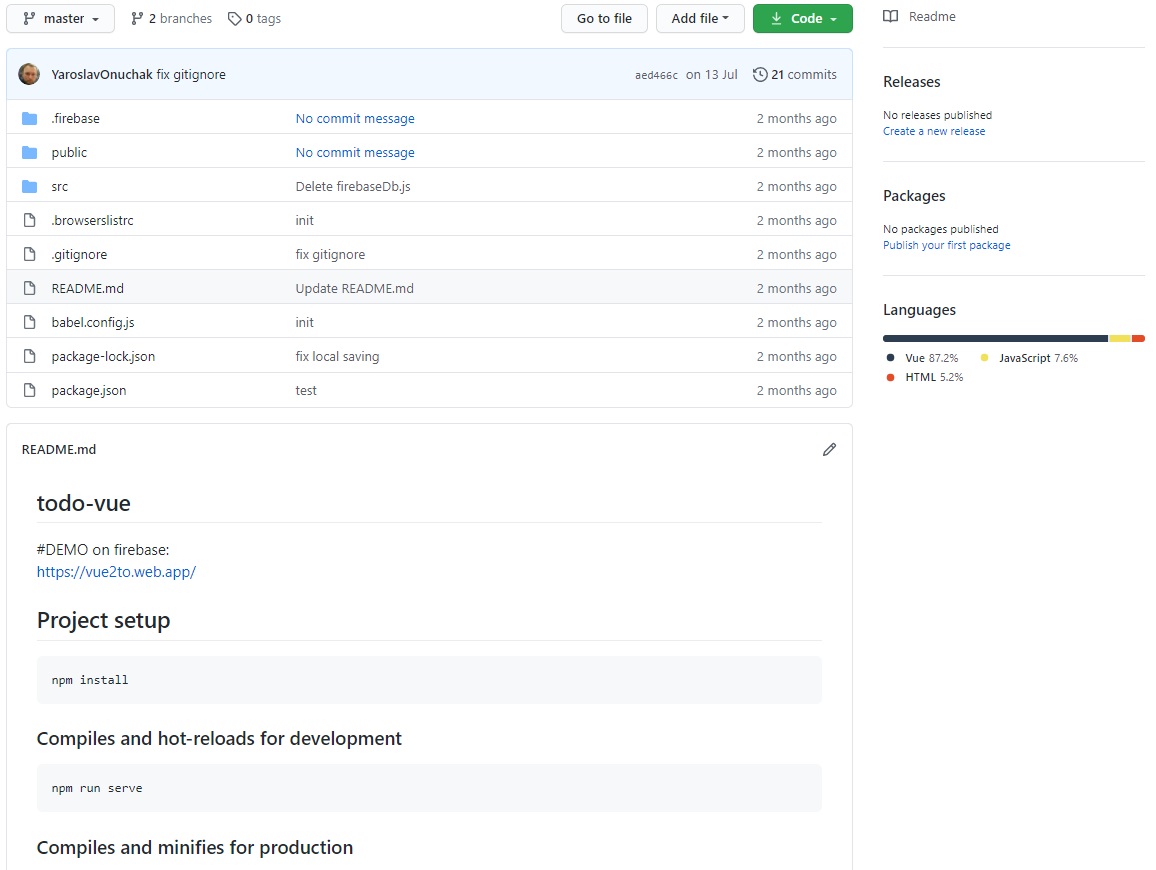 master 2 branches 0 tags Go to file Add file Code
YaroslavOnuchak fix gitignore aed466c on 13 Jul 21 commits
.firebase No commit message 2 months ago
public No commit message 2 months ago
src Delete firebaseDb.js 2 months ago
.browserslistrc init 2 months ago
.gitignore fix gitignore 2 months ago
README.md Update README.md 2 months ago
babel.config.js init 2 months ago
package-lock.json fix local saving 2 months ago
package.json test 2 months ago
README.md
todo-vue
#DEMO on firebase:
https://vue2to.web.app/
Project setup
npm install
Compiles and hot-reloads for development
npm run serve
Compiles and minifies for production
Readme
Releases
No releases published
Create a new release
Packages
No packages published
Publish your first package
Languages
Vue 87.2% JavaScript 7.6%
HTML 5.2%